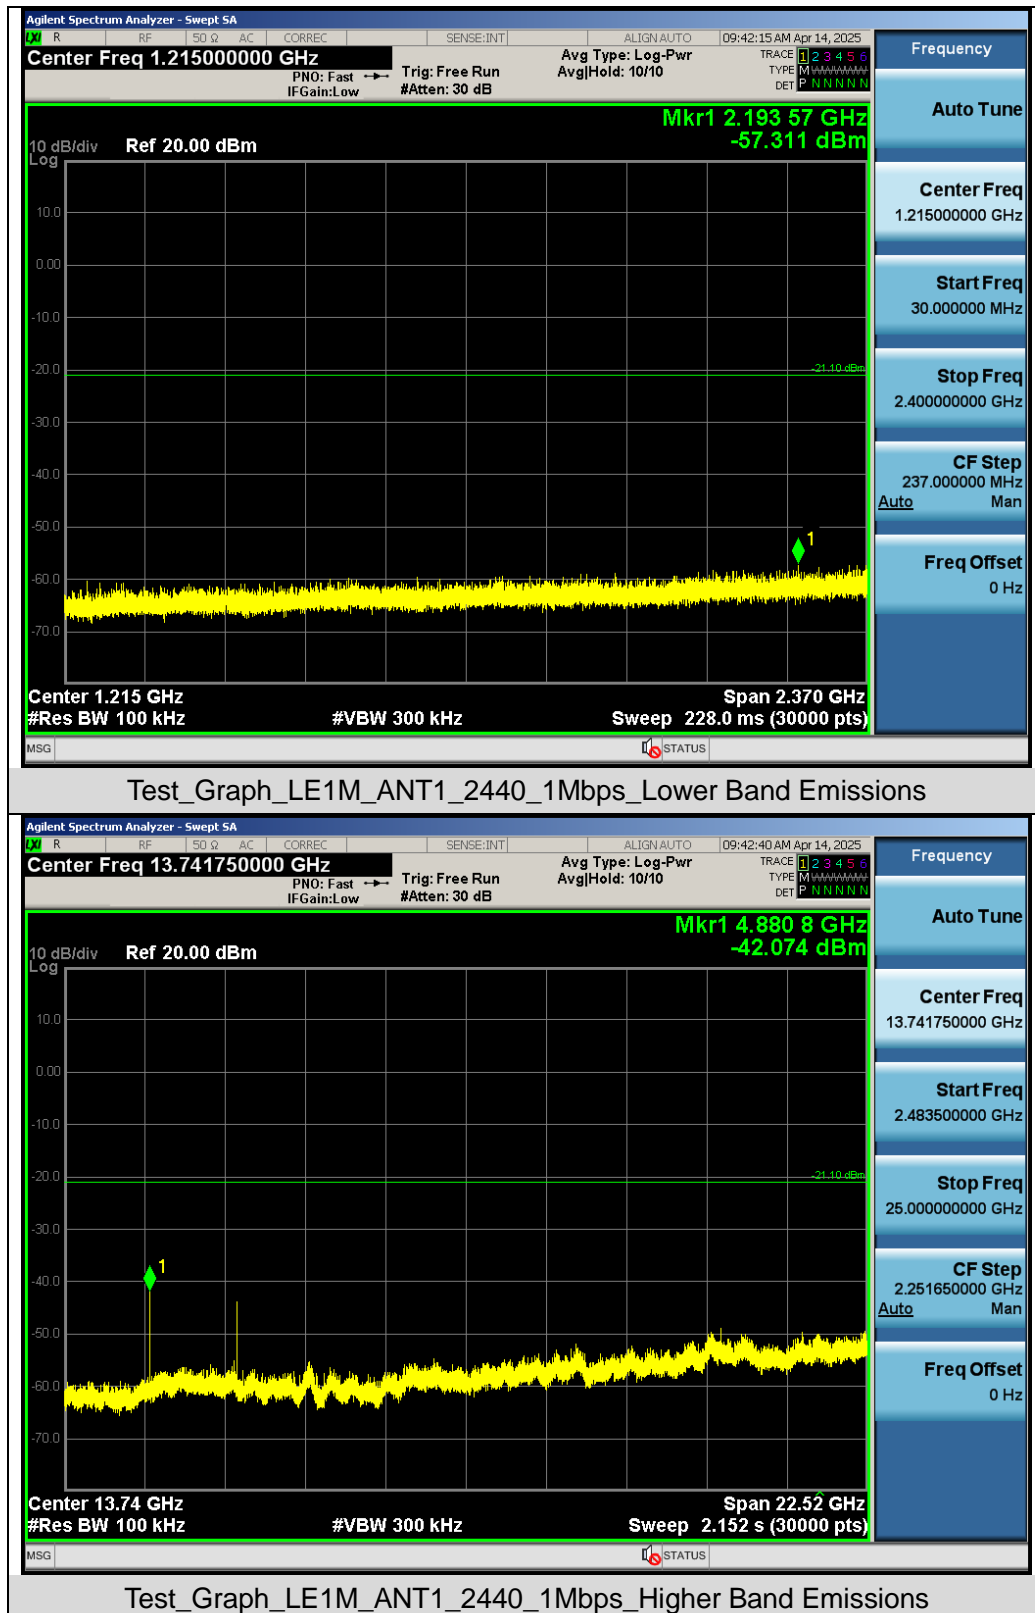 Agilent Spectrum Analyzer - Swept SA
LXI R RF 50 Ω AC CORREC SENSE:INT ALIGN AUTO 09:42:15 AM Apr 14, 2025
Center Freq 1.215000000 GHz
PNO: Fast
IFGain:Low
Trig: Free Run
#Atten: 30 dB
Avg Type: Log-Pwr
Avg|Hold: 10/10
TRACE 1 2 3 4 5 6
TYPE M
DET P N N N N N
Mkr1 2.193 57 GHz
-57.311 dBm
10 dB/div Ref 20.00 dBm
Log
10.0
0.00
-10.0
-20.0
-21.10 dBm
-30.0
-40.0
-50.0
1
-60.0
-70.0
Center 1.215 GHz Span 2.370 GHz
#Res BW 100 kHz #VBW 300 kHz Sweep 228.0 ms (30000 pts)
MSG STATUS
Frequency
Auto Tune
Center Freq
1.215000000 GHz
Start Freq
30.000000 MHz
Stop Freq
2.400000000 GHz
CF Step
237.000000 MHz
Auto Man
Freq Offset
0 Hz
Test_Graph_LE1M_ANT1_2440_1Mbps_Lower Band Emissions
Agilent Spectrum Analyzer - Swept SA
LXI R RF 50 Ω AC CORREC SENSE:INT ALIGN AUTO 09:42:40 AM Apr 14, 2025
Center Freq 13.741750000 GHz
PNO: Fast
IFGain:Low
Trig: Free Run
#Atten: 30 dB
Avg Type: Log-Pwr
Avg|Hold: 10/10
TRACE 1 2 3 4 5 6
TYPE M
DET P N N N N N
Mkr1 4.880 8 GHz
-42.074 dBm
10 dB/div Ref 20.00 dBm
Log
10.0
0.00
-10.0
-20.0
-21.10 dBm
-30.0
1
-40.0
-50.0
-60.0
-70.0
Center 13.74 GHz Span 22.52 GHz
#Res BW 100 kHz #VBW 300 kHz Sweep 2.152 s (30000 pts)
MSG STATUS
Frequency
Auto Tune
Center Freq
13.741750000 GHz
Start Freq
2.483500000 GHz
Stop Freq
25.000000000 GHz
CF Step
2.251650000 GHz
Auto Man
Freq Offset
0 Hz
Test_Graph_LE1M_ANT1_2440_1Mbps_Higher Band Emissions